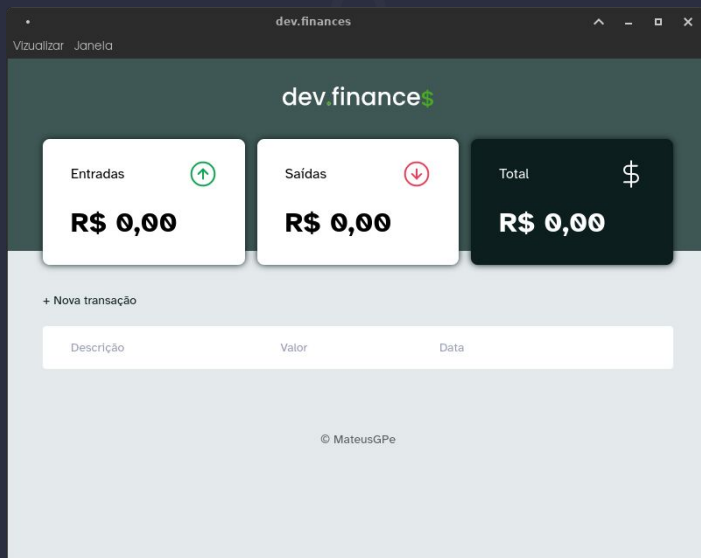 dev.finances
Vizualizar Janela
dev.finance$
Entradas
R$ 0,00
Saídas
R$ 0,00
Total
R$ 0,00
+ Nova transação
Descrição Valor Data
© MateusGPe